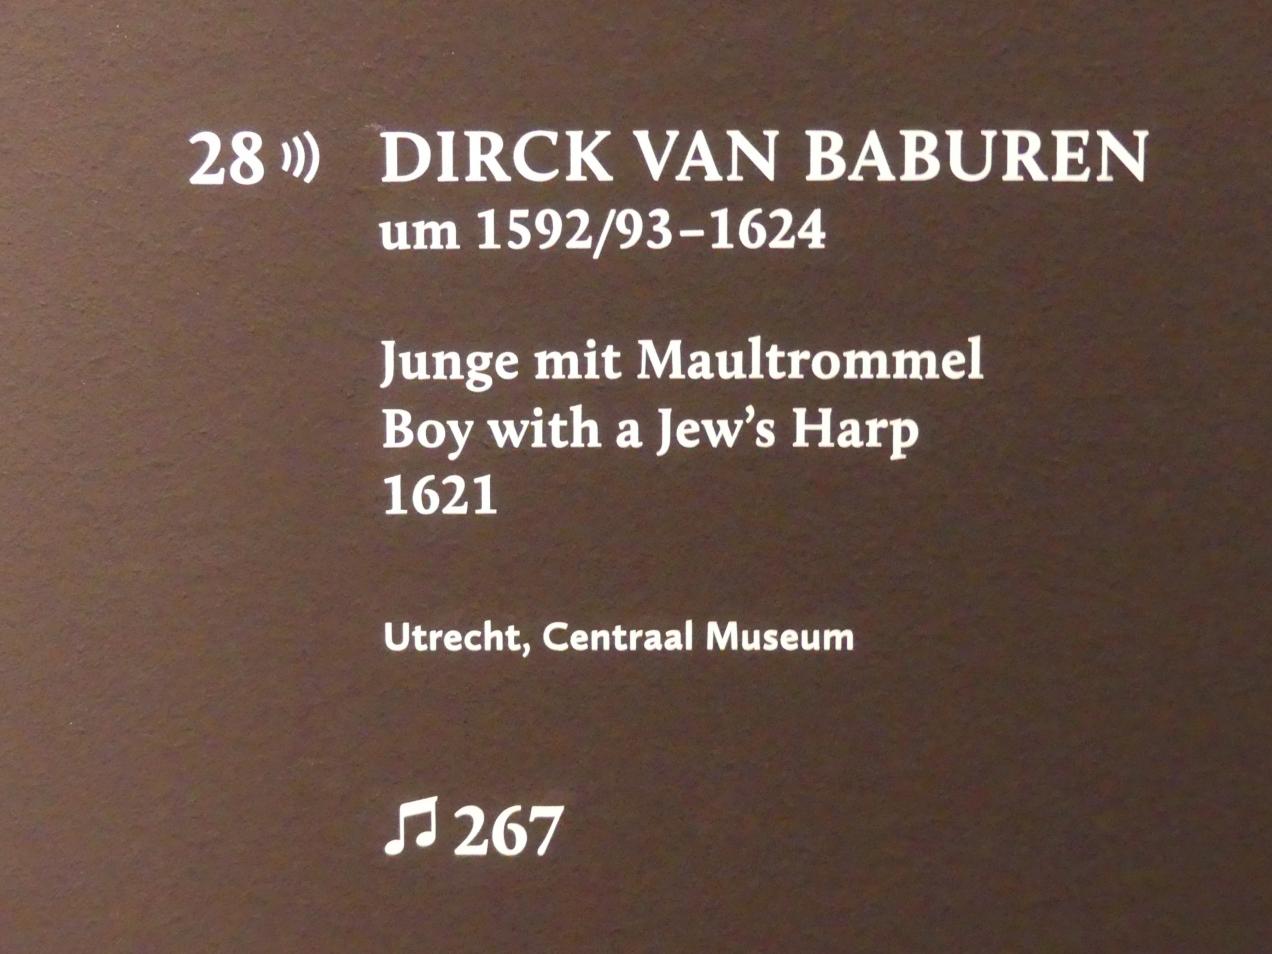 28 DIRCK VAN BABUREN
um 1592/93–1624
Junge mit Maultrommel
Boy with a Jew’s Harp
1621
Utrecht, Centraal Museum
♫ 267